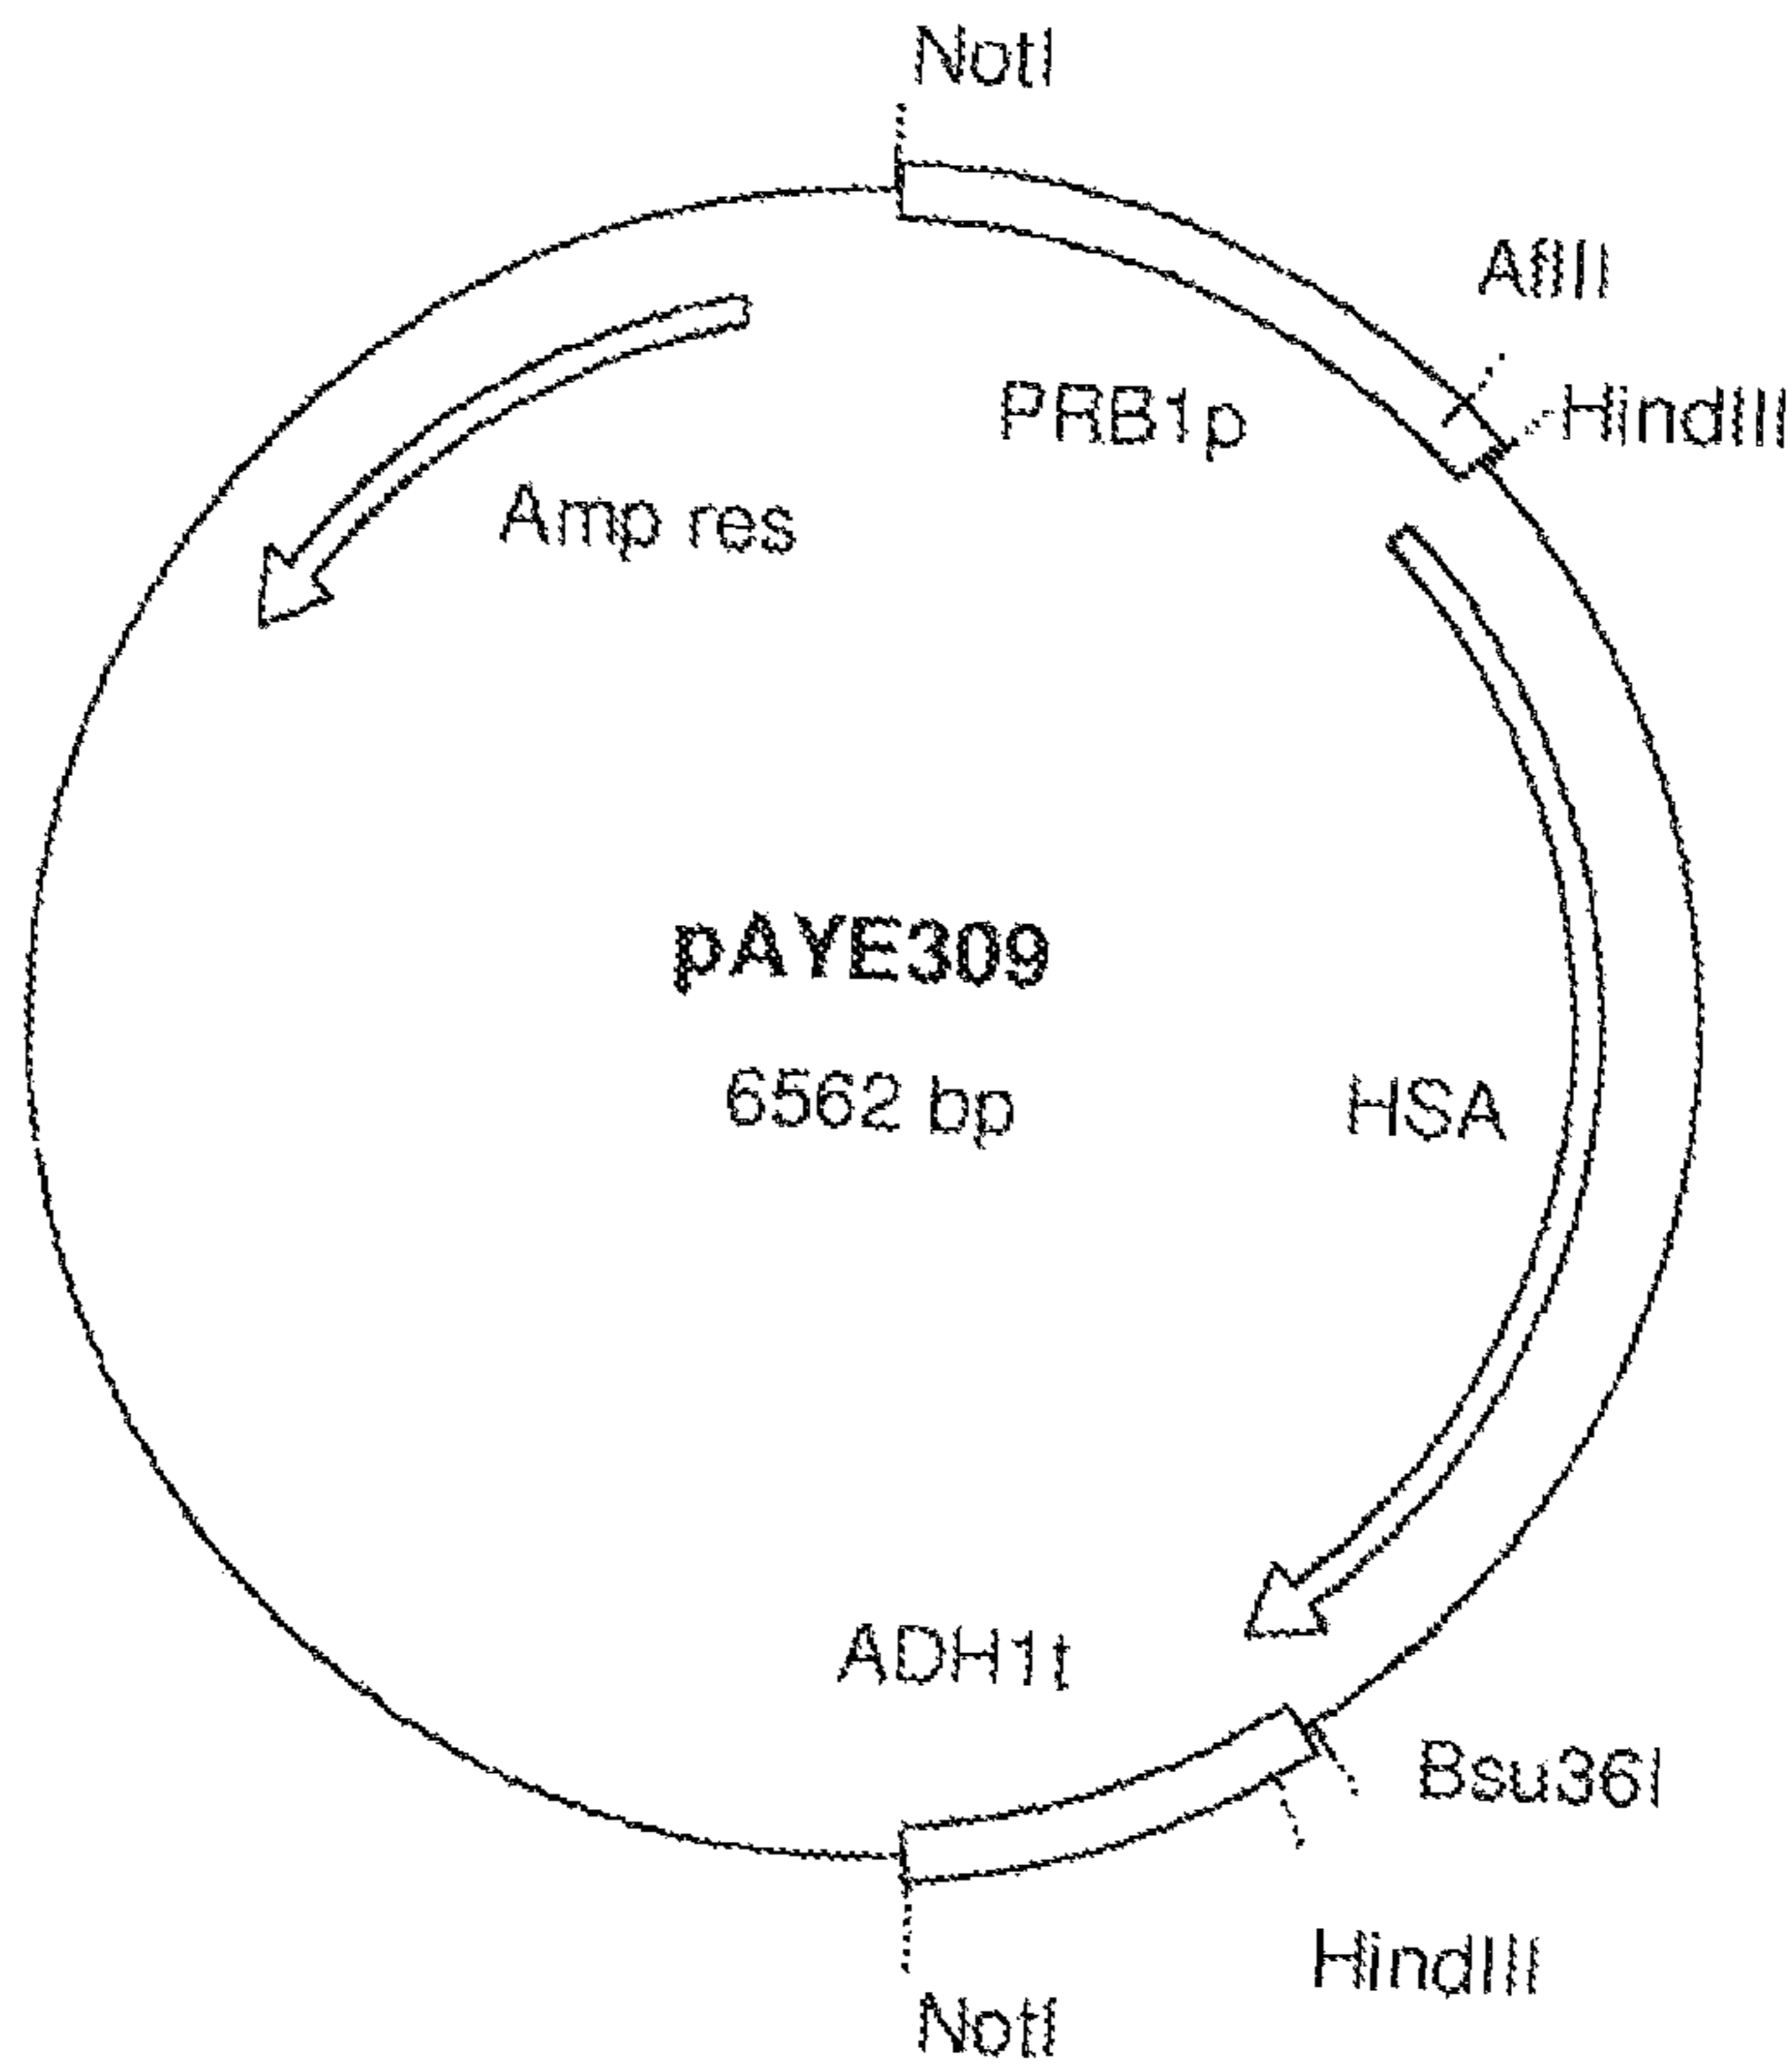 NotI
AflII
HindIII
PRB1p
Amp res
pAYE309
6562 bp
HSA
ADH1t
Bsu36I
HindIII
NotI